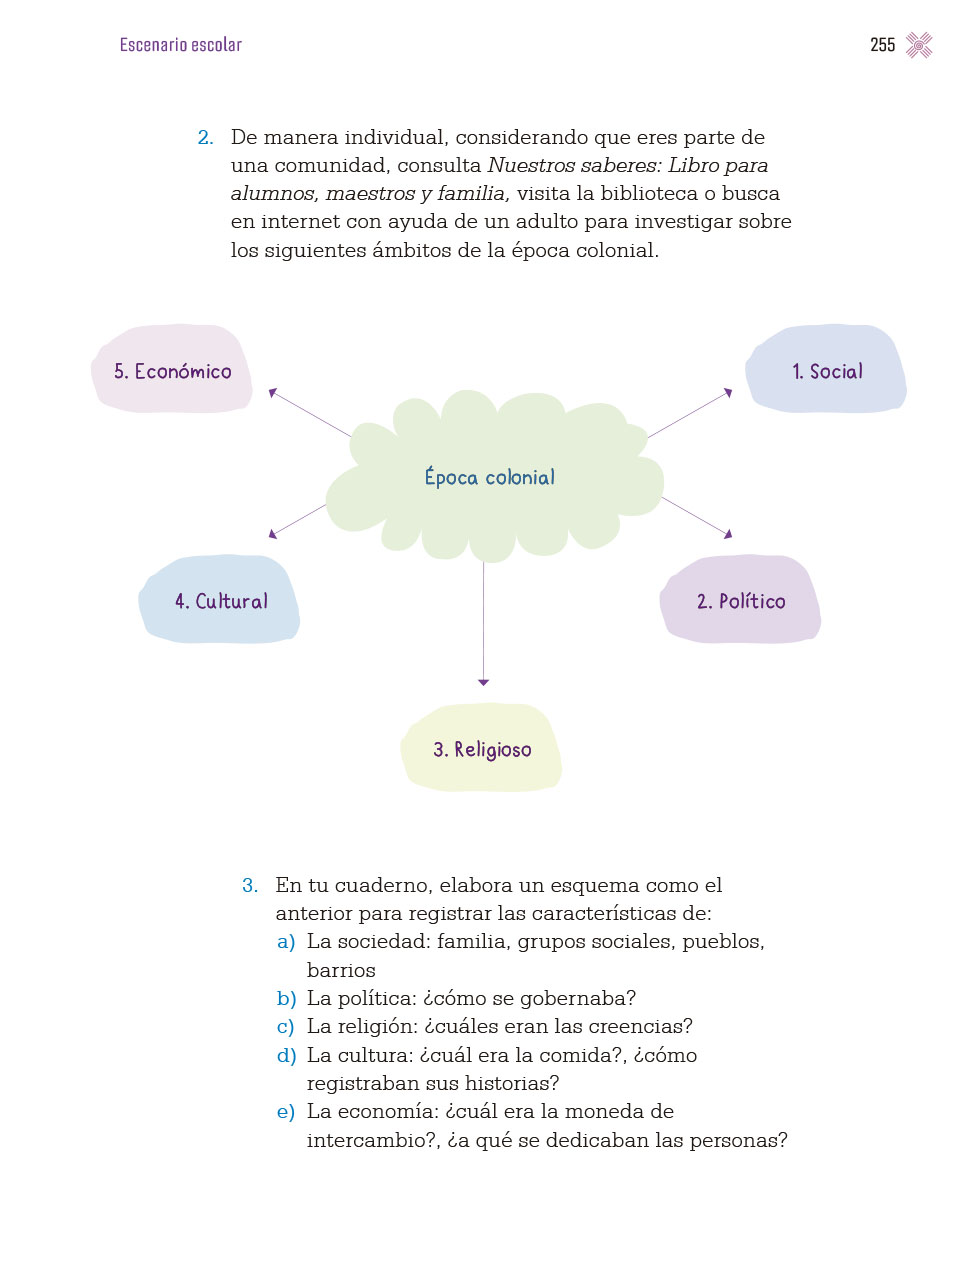 Escenario escolar
255
2. De manera individual, considerando que eres parte de
una comunidad, consulta Nuestros saberes: Libro para
alumnos, maestros y familia, visita la biblioteca o busca
en internet con ayuda de un adulto para investigar sobre
los siguientes ámbitos de la época colonial.
5. Económico
1. Social
Época colonial
4. Cultural
2. Político
3. Religioso
3. En tu cuaderno, elabora un esquema como el
anterior para registrar las características de:
a) La sociedad: familia, grupos sociales, pueblos,
barrios
b) La política: ¿cómo se gobernaba?
c) La religión: ¿cuáles eran las creencias?
d) La cultura: ¿cuál era la comida?, ¿cómo
registraban sus historias?
e) La economía: ¿cuál era la moneda de
intercambio?, ¿a qué se dedicaban las personas?